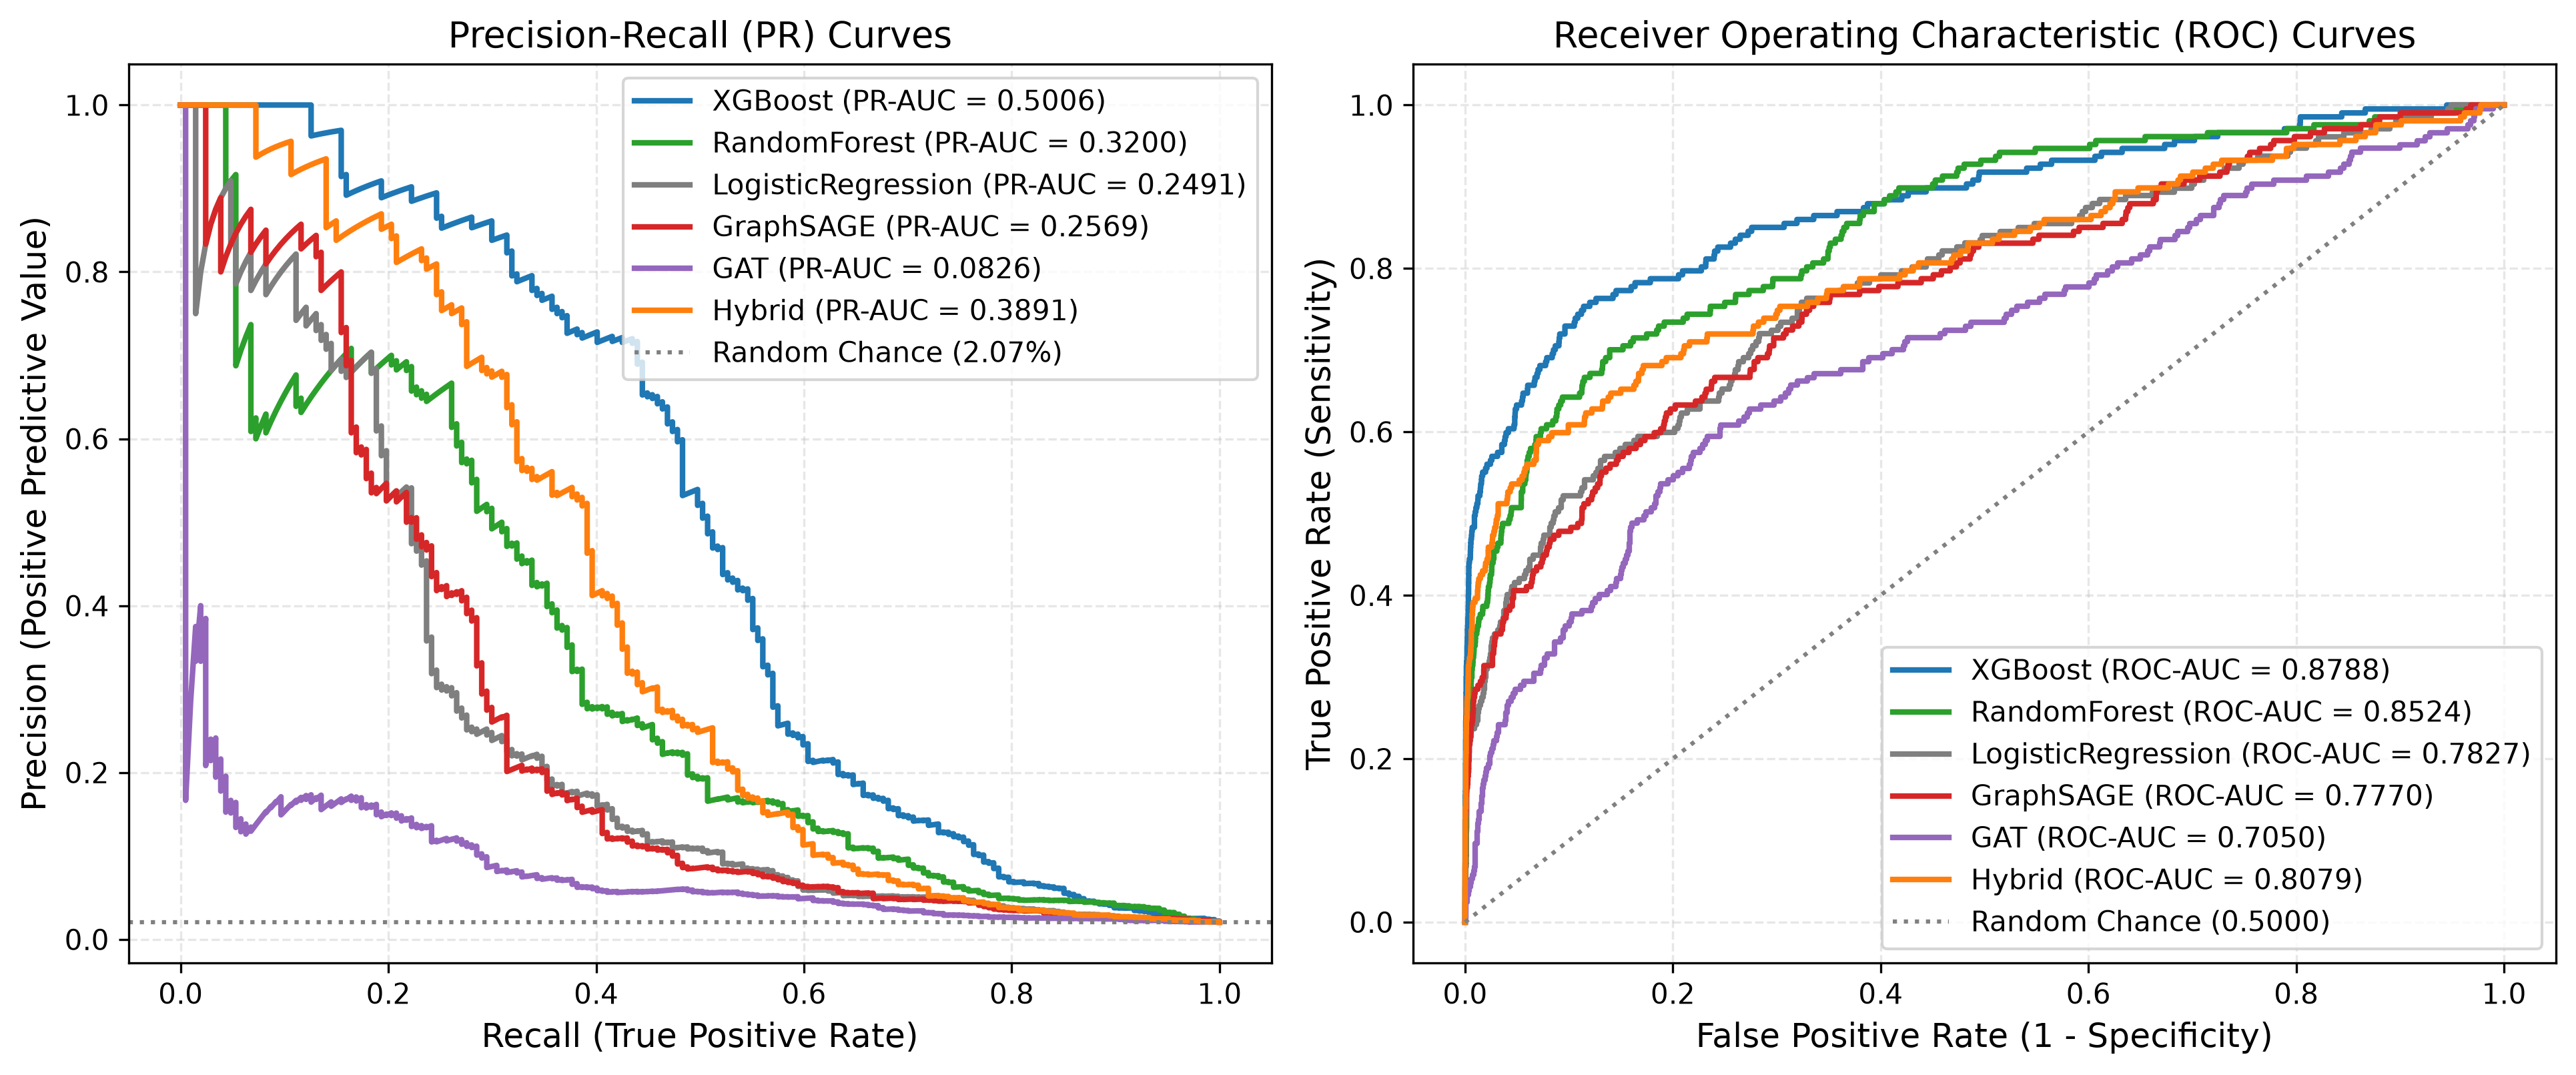 Precision-Recall (PR) Curves
Precision (Positive Predictive Value)
1.0
0.8
0.6
0.4
0.2
0.0
XGBoost (PR-AUC = 0.5006)
RandomForest (PR-AUC = 0.3200)
LogisticRegression (PR-AUC = 0.2491)
GraphSAGE (PR-AUC = 0.2569)
GAT (PR-AUC = 0.0826)
Hybrid (PR-AUC = 0.3891)
Random Chance (2.07%)
0.0 0.2 0.4 0.6 0.8 1.0
Recall (True Positive Rate)
Receiver Operating Characteristic (ROC) Curves
True Positive Rate (Sensitivity)
1.0
0.8
0.6
0.4
0.2
0.0
XGBoost (ROC-AUC = 0.8788)
RandomForest (ROC-AUC = 0.8524)
LogisticRegression (ROC-AUC = 0.7827)
GraphSAGE (ROC-AUC = 0.7770)
GAT (ROC-AUC = 0.7050)
Hybrid (ROC-AUC = 0.8079)
Random Chance (0.5000)
0.0 0.2 0.4 0.6 0.8 1.0
False Positive Rate (1 - Specificity)